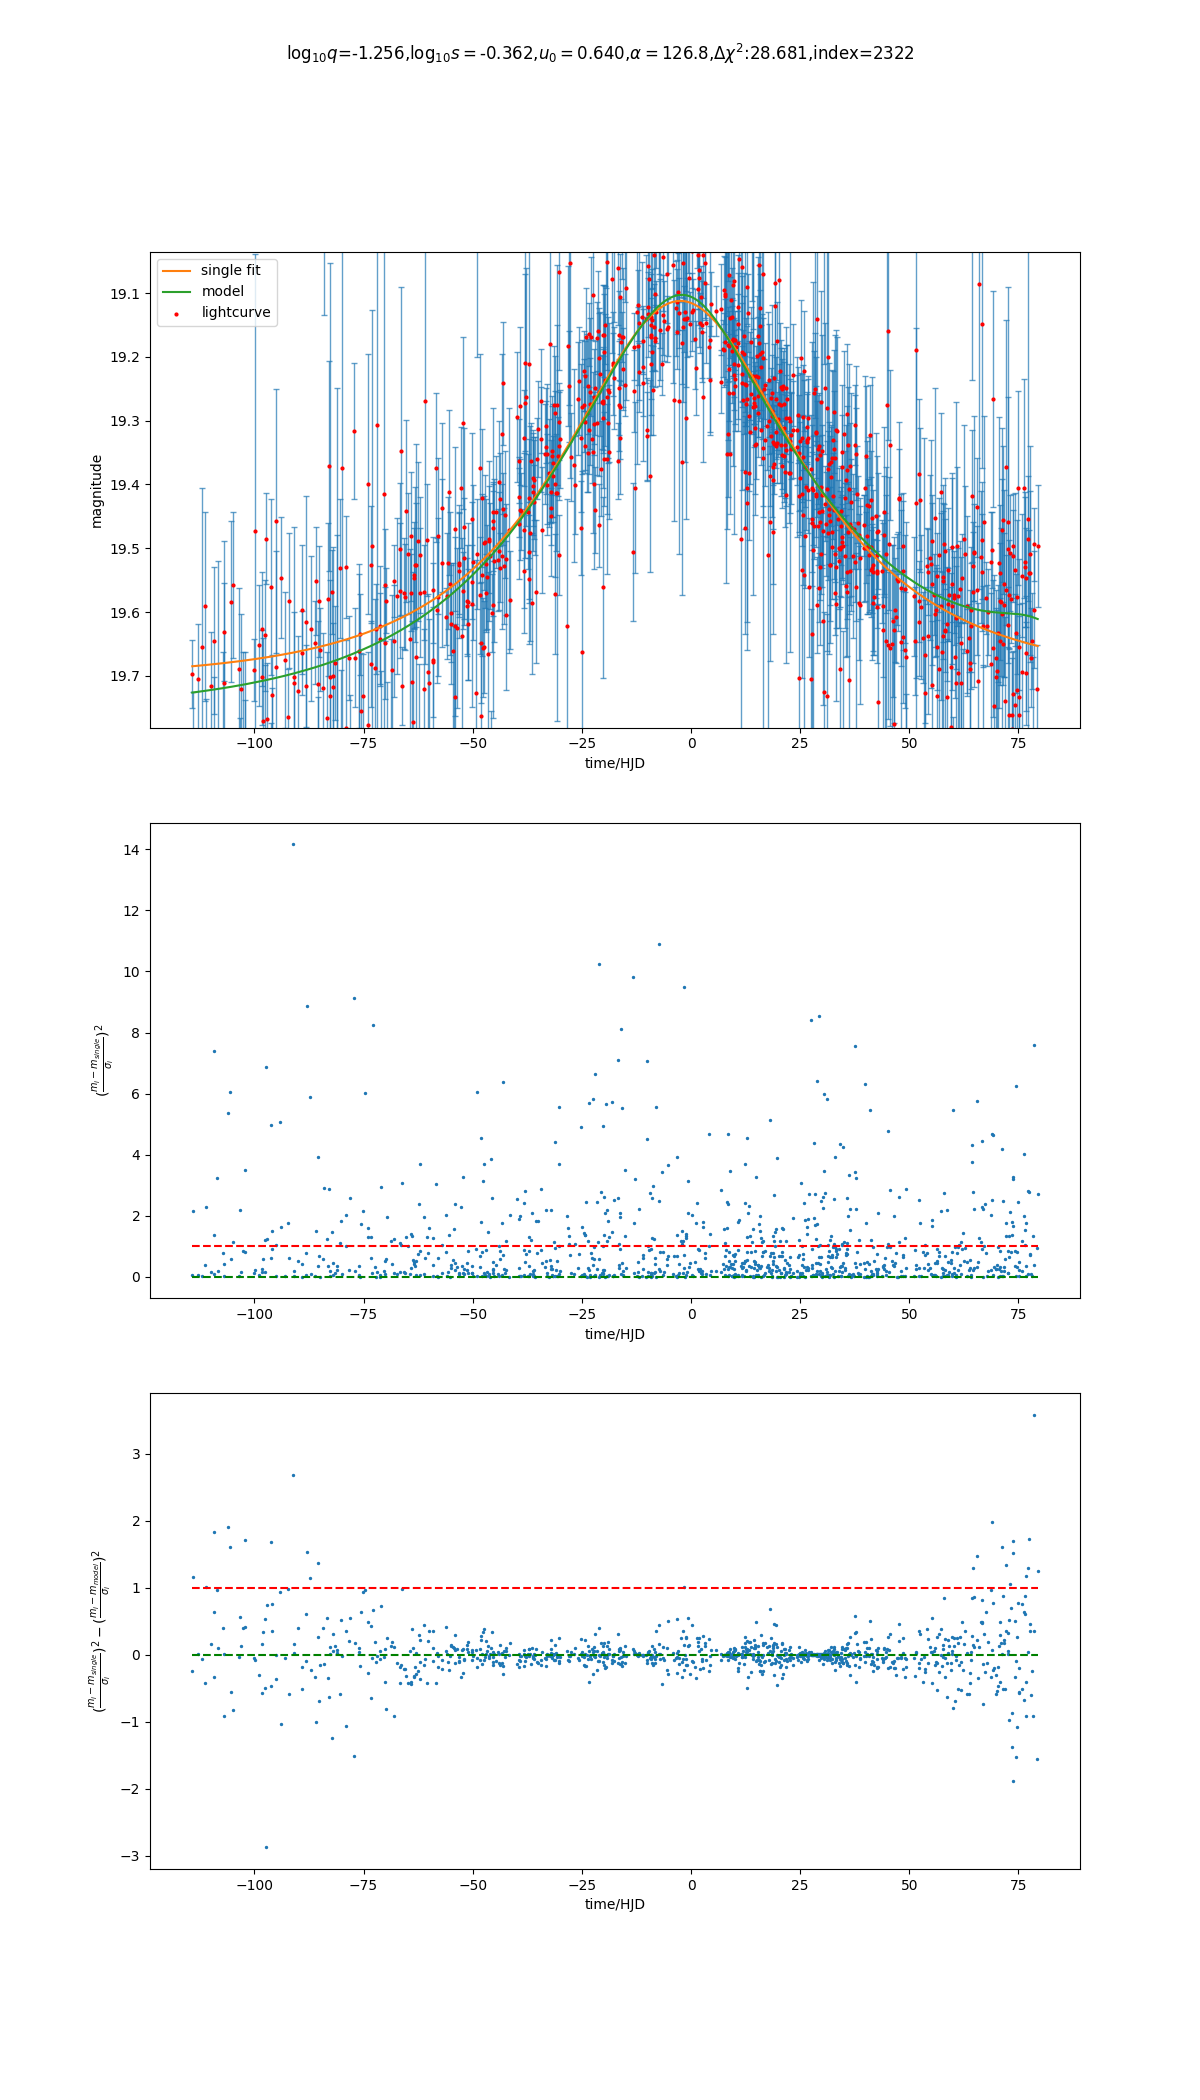 log₁₀q=-1.256,log₁₀s = -0.362,u₀ = 0.640,α = 126.8,Δχ²:28.681,index=2322
single fit
model
lightcurve
magnitude
19.1
19.2
19.3
19.4
19.5
19.6
19.7
−100 −75 −50 −25 0 25 50 75
time/HJD
(mᵢ − m_single / σᵢ)²
14
12
10
8
6
4
2
0
−100 −75 −50 −25 0 25 50 75
time/HJD
(mᵢ − m_single / σᵢ)² − (mᵢ − m_model / σᵢ)²
3
2
1
0
−1
−2
−3
−100 −75 −50 −25 0 25 50 75
time/HJD